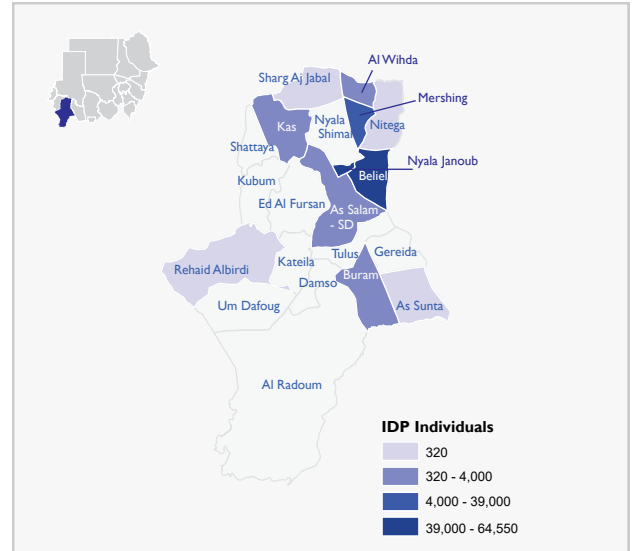 Al Wihda
Sharg Aj Jabal
Mershing
Kas
Nyala
Shimal
Nitega
Shattaya
Nyala Janoub
Beliel
Kubum
Ed Al Fursan
As Salam
- SD
Tulus
Gereida
Kateila
Rehaid Albirdi
Buram
Damso
Um Dafoug
As Sunta
Al Radoum
IDP Individuals
320
320 - 4,000
4,000 - 39,000
39,000 - 64,550